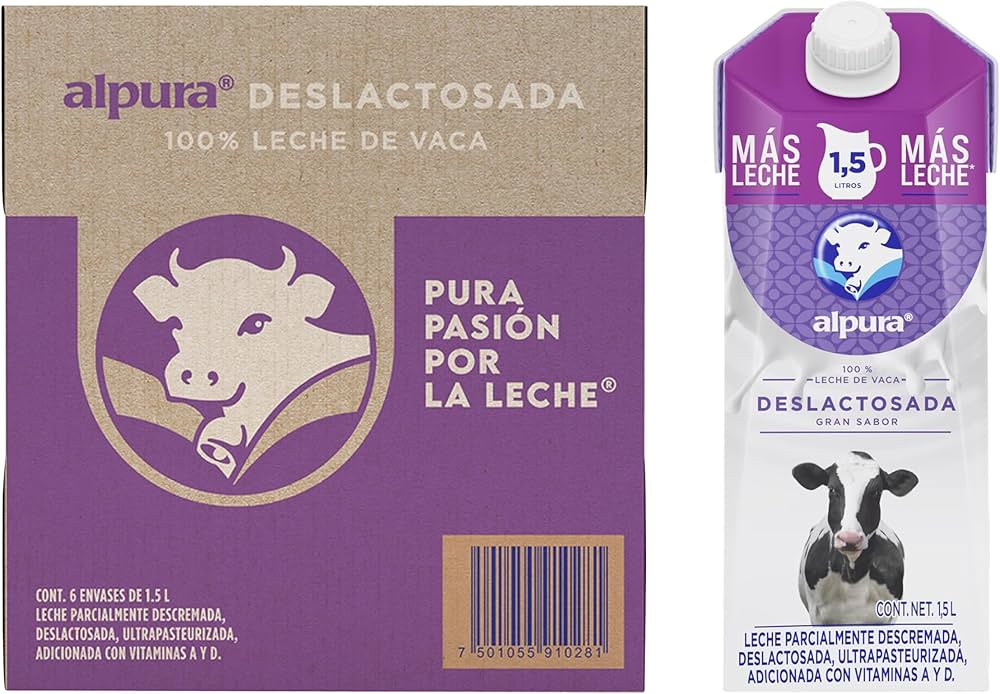 alpura® DESLACTOSADA
100% LECHE DE VACA
PURA
PASIÓN
POR
LA LECHE®
CONT. 6 ENVASES DE 1.5 L
LECHE PARCIALMENTE DESCREMADA,
DESLACTOSADA, ULTRAPASTEURIZADA,
ADICIONADA CON VITAMINAS A Y D.
7 501055 910281
MÁS
LECHE
1,5
LITROS
MÁS
LECHE*
alpura®
100 %
LECHE DE VACA
DESLACTOSADA
GRAN SABOR
CONT. NET. 1,5 L
LECHE PARCIALMENTE DESCREMADA,
DESLACTOSADA, ULTRAPASTEURIZADA,
ADICIONADA CON VITAMINAS A Y D.